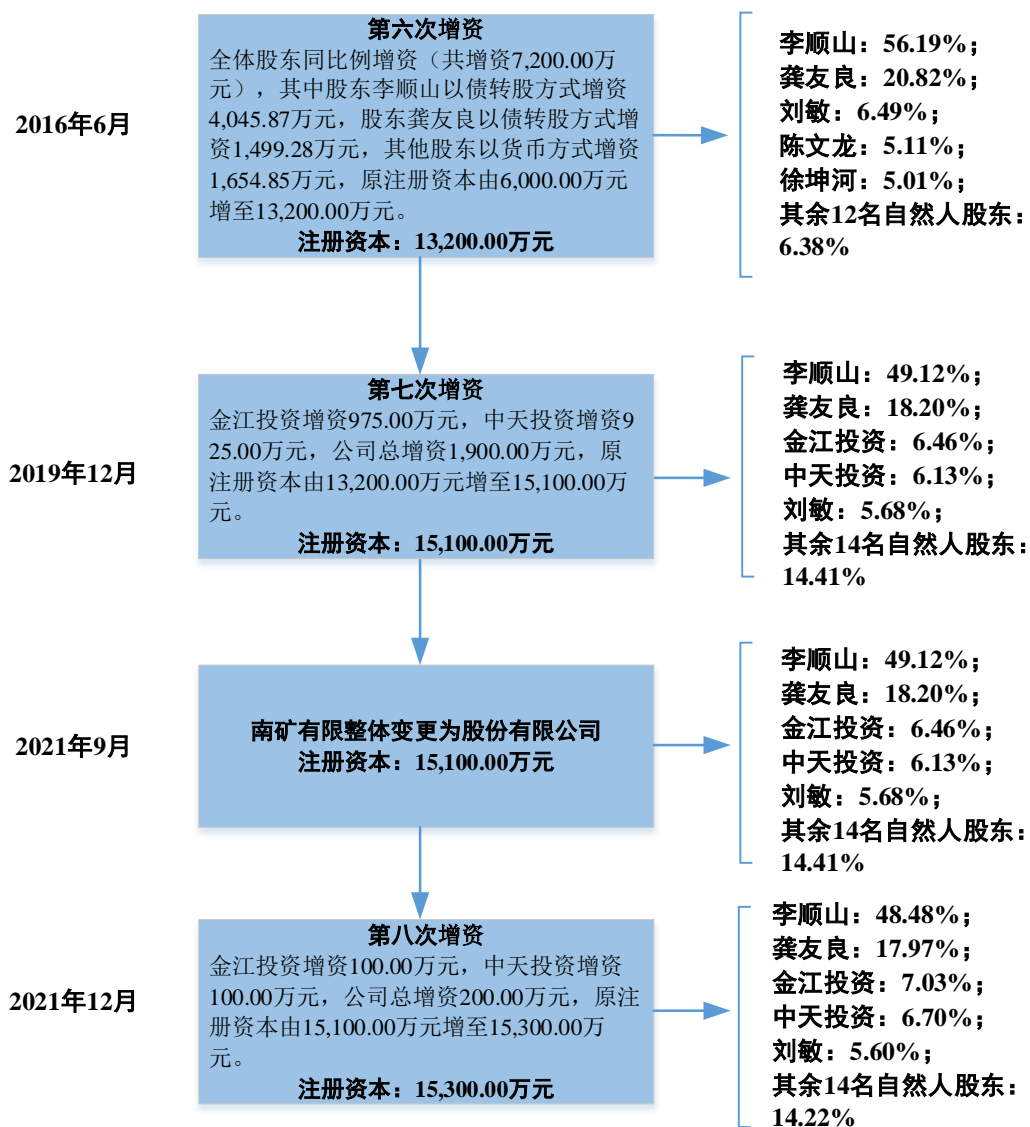 2016年6月
第六次增资
全体股东同比例增资（共增资7,200.00万
元），其中股东李顺山以债转股方式增资
4,045.87万元，股东龚友良以债转股方式增
资1,499.28万元，其他股东以货币方式增资
1,654.85万元，原注册资本由6,000.00万元
增至13,200.00万元。
注册资本：13,200.00万元
李顺山：56.19%；
龚友良：20.82%；
刘敏：6.49%；
陈文龙：5.11%；
徐坤河：5.01%；
其余12名自然人股东：
6.38%
2019年12月
第七次增资
金江投资增资975.00万元，中天投资增资9
25.00万元，公司总增资1,900.00万元，原
注册资本由13,200.00万元增至15,100.00万
元。
注册资本：15,100.00万元
李顺山：49.12%；
龚友良：18.20%；
金江投资：6.46%；
中天投资：6.13%；
刘敏：5.68%；
其余14名自然人股东：
14.41%
2021年9月
南矿有限整体变更为股份有限公司
注册资本：15,100.00万元
李顺山：49.12%；
龚友良：18.20%；
金江投资：6.46%；
中天投资：6.13%；
刘敏：5.68%；
其余14名自然人股东：
14.41%
2021年12月
第八次增资
金江投资增资100.00万元，中天投资增资
100.00万元，公司总增资200.00万元，原注
册资本由15,100.00万元增至15,300.00万
元。
注册资本：15,300.00万元
李顺山：48.48%；
龚友良：17.97%；
金江投资：7.03%；
中天投资：6.70%；
刘敏：5.60%；
其余14名自然人股东：
14.22%